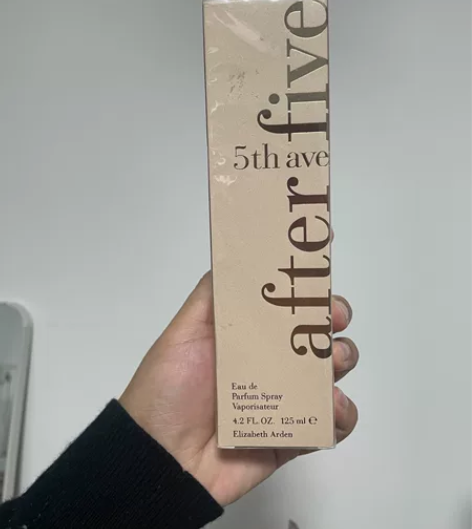 5th ave
after five
Eau de
Parfum Spray
Vaporisateur
4.2 FL. OZ. 125 ml ℮
Elizabeth Arden